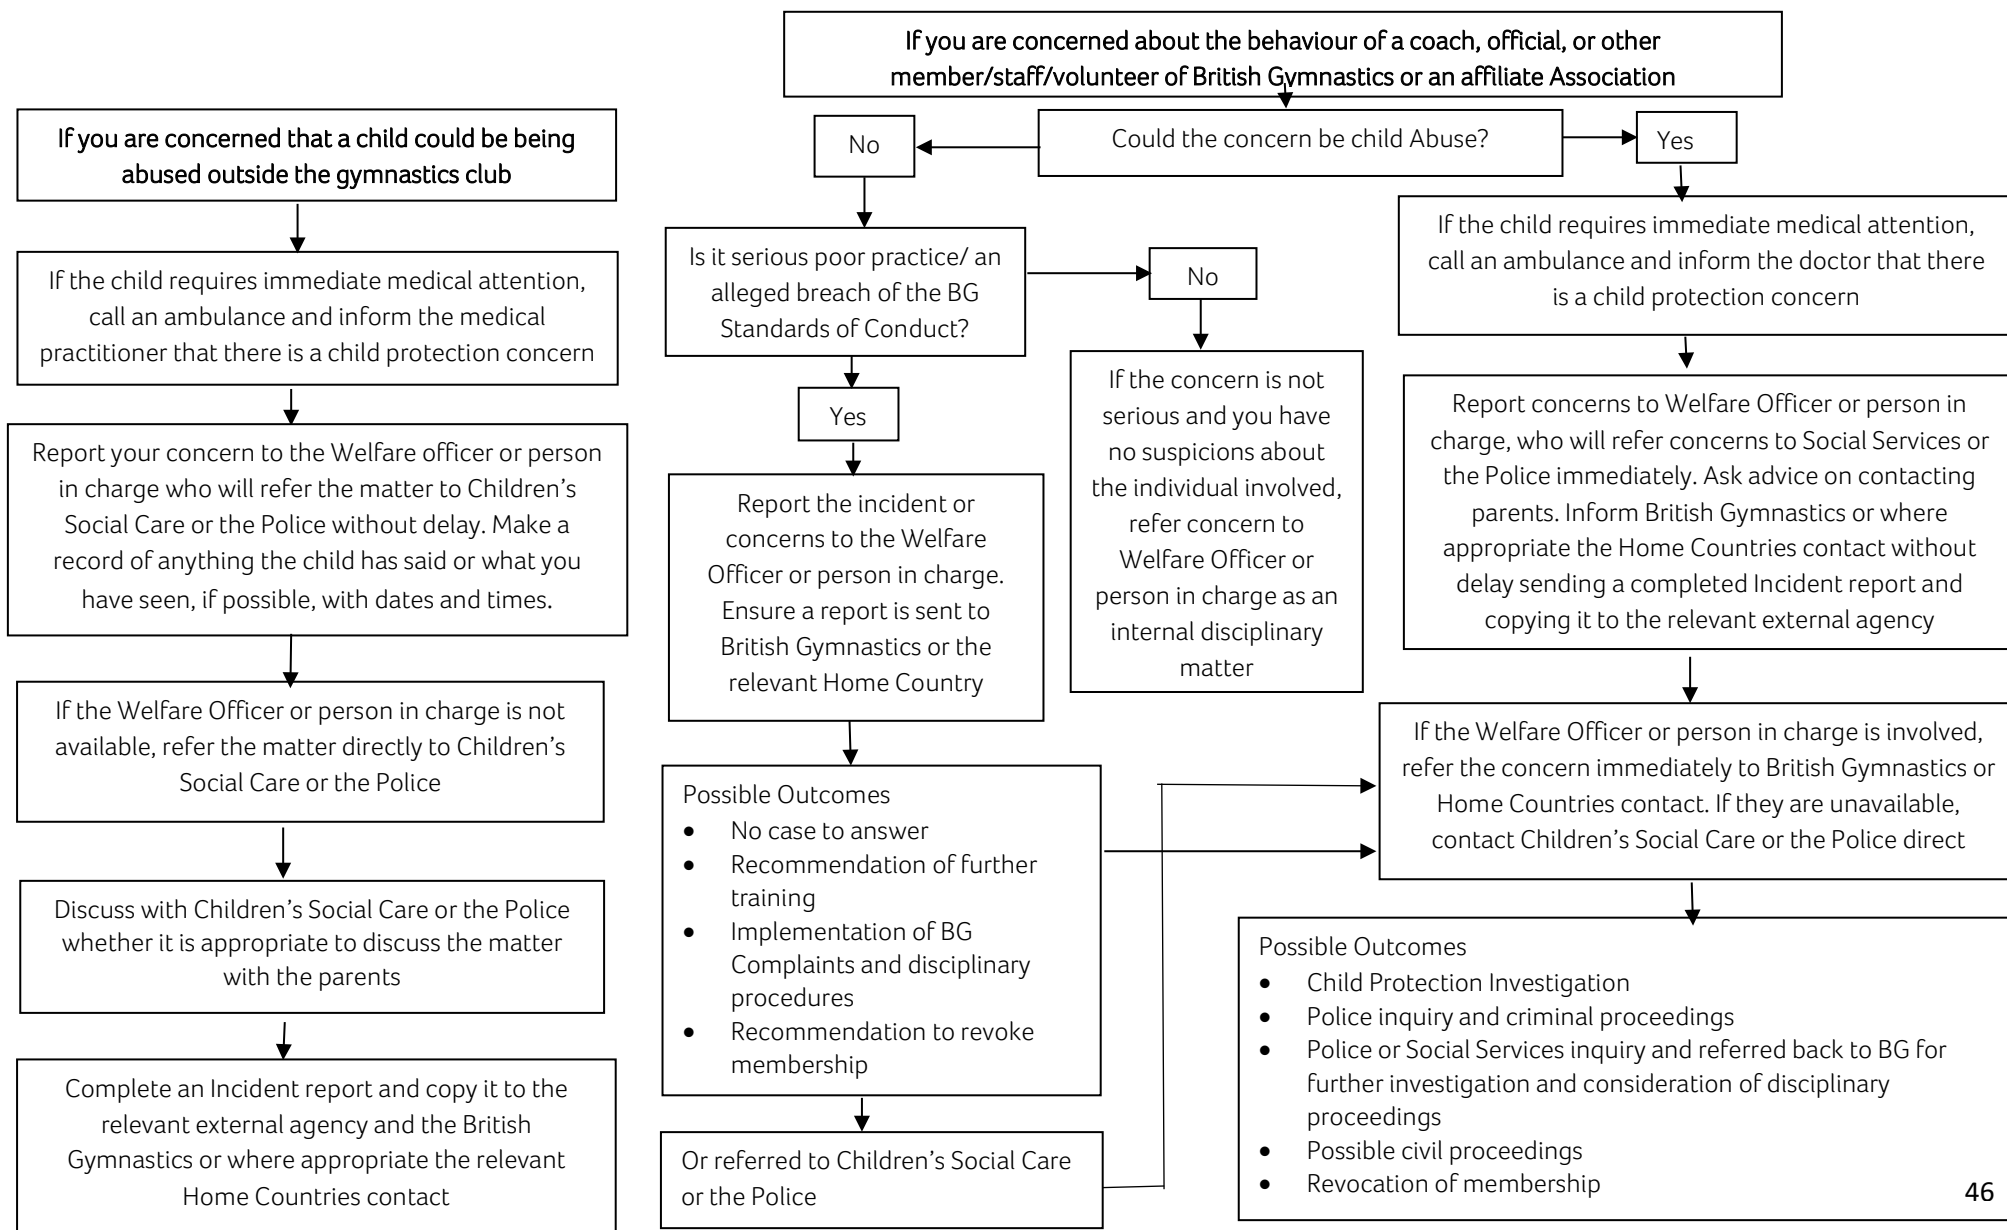 If you are concerned that a child could be being
abused outside the gymnastics club
If the child requires immediate medical attention,
call an ambulance and inform the medical
practitioner that there is a child protection concern
Report your concern to the Welfare officer or person
in charge who will refer the matter to Children's
Social Care or the Police without delay. Make a
record of anything the child has said or what you
have seen, if possible, with dates and times.
If the Welfare Officer or person in charge is not
available, refer the matter directly to Children's
Social Care or the Police
Discuss with Children's Social Care or the Police
whether it is appropriate to discuss the matter
with the parents
Complete an Incident report and copy it to the
relevant external agency and the British
Gymnastics or where appropriate the relevant
Home Countries contact
If you are concerned about the behaviour of a coach, official, or other
member/staff/volunteer of British Gymnastics or an affiliate Association
Could the concern be child Abuse?
No
Yes
Is it serious poor practice/ an
alleged breach of the BG
Standards of Conduct?
No
Yes
If the concern is not
serious and you have
no suspicions about
the individual involved,
refer concern to
Welfare Officer or
person in charge as an
internal disciplinary
matter
Report the incident or
concerns to the Welfare
Officer or person in charge.
Ensure a report is sent to
British Gymnastics or the
relevant Home Country
Possible Outcomes
• No case to answer
• Recommendation of further
training
• Implementation of BG
Complaints and disciplinary
procedures
• Recommendation to revoke
membership
Or referred to Children's Social Care
or the Police
If the child requires immediate medical attention,
call an ambulance and inform the doctor that there
is a child protection concern
Report concerns to Welfare Officer or person in
charge, who will refer concerns to Social Services or
the Police immediately. Ask advice on contacting
parents. Inform British Gymnastics or where
appropriate the Home Countries contact without
delay sending a completed Incident report and
copying it to the relevant external agency
If the Welfare Officer or person in charge is involved,
refer the concern immediately to British Gymnastics or
Home Countries contact. If they are unavailable,
contact Children's Social Care or the Police direct
Possible Outcomes
• Child Protection Investigation
• Police inquiry and criminal proceedings
• Police or Social Services inquiry and referred back to BG for
further investigation and consideration of disciplinary
proceedings
• Possible civil proceedings
• Revocation of membership
46